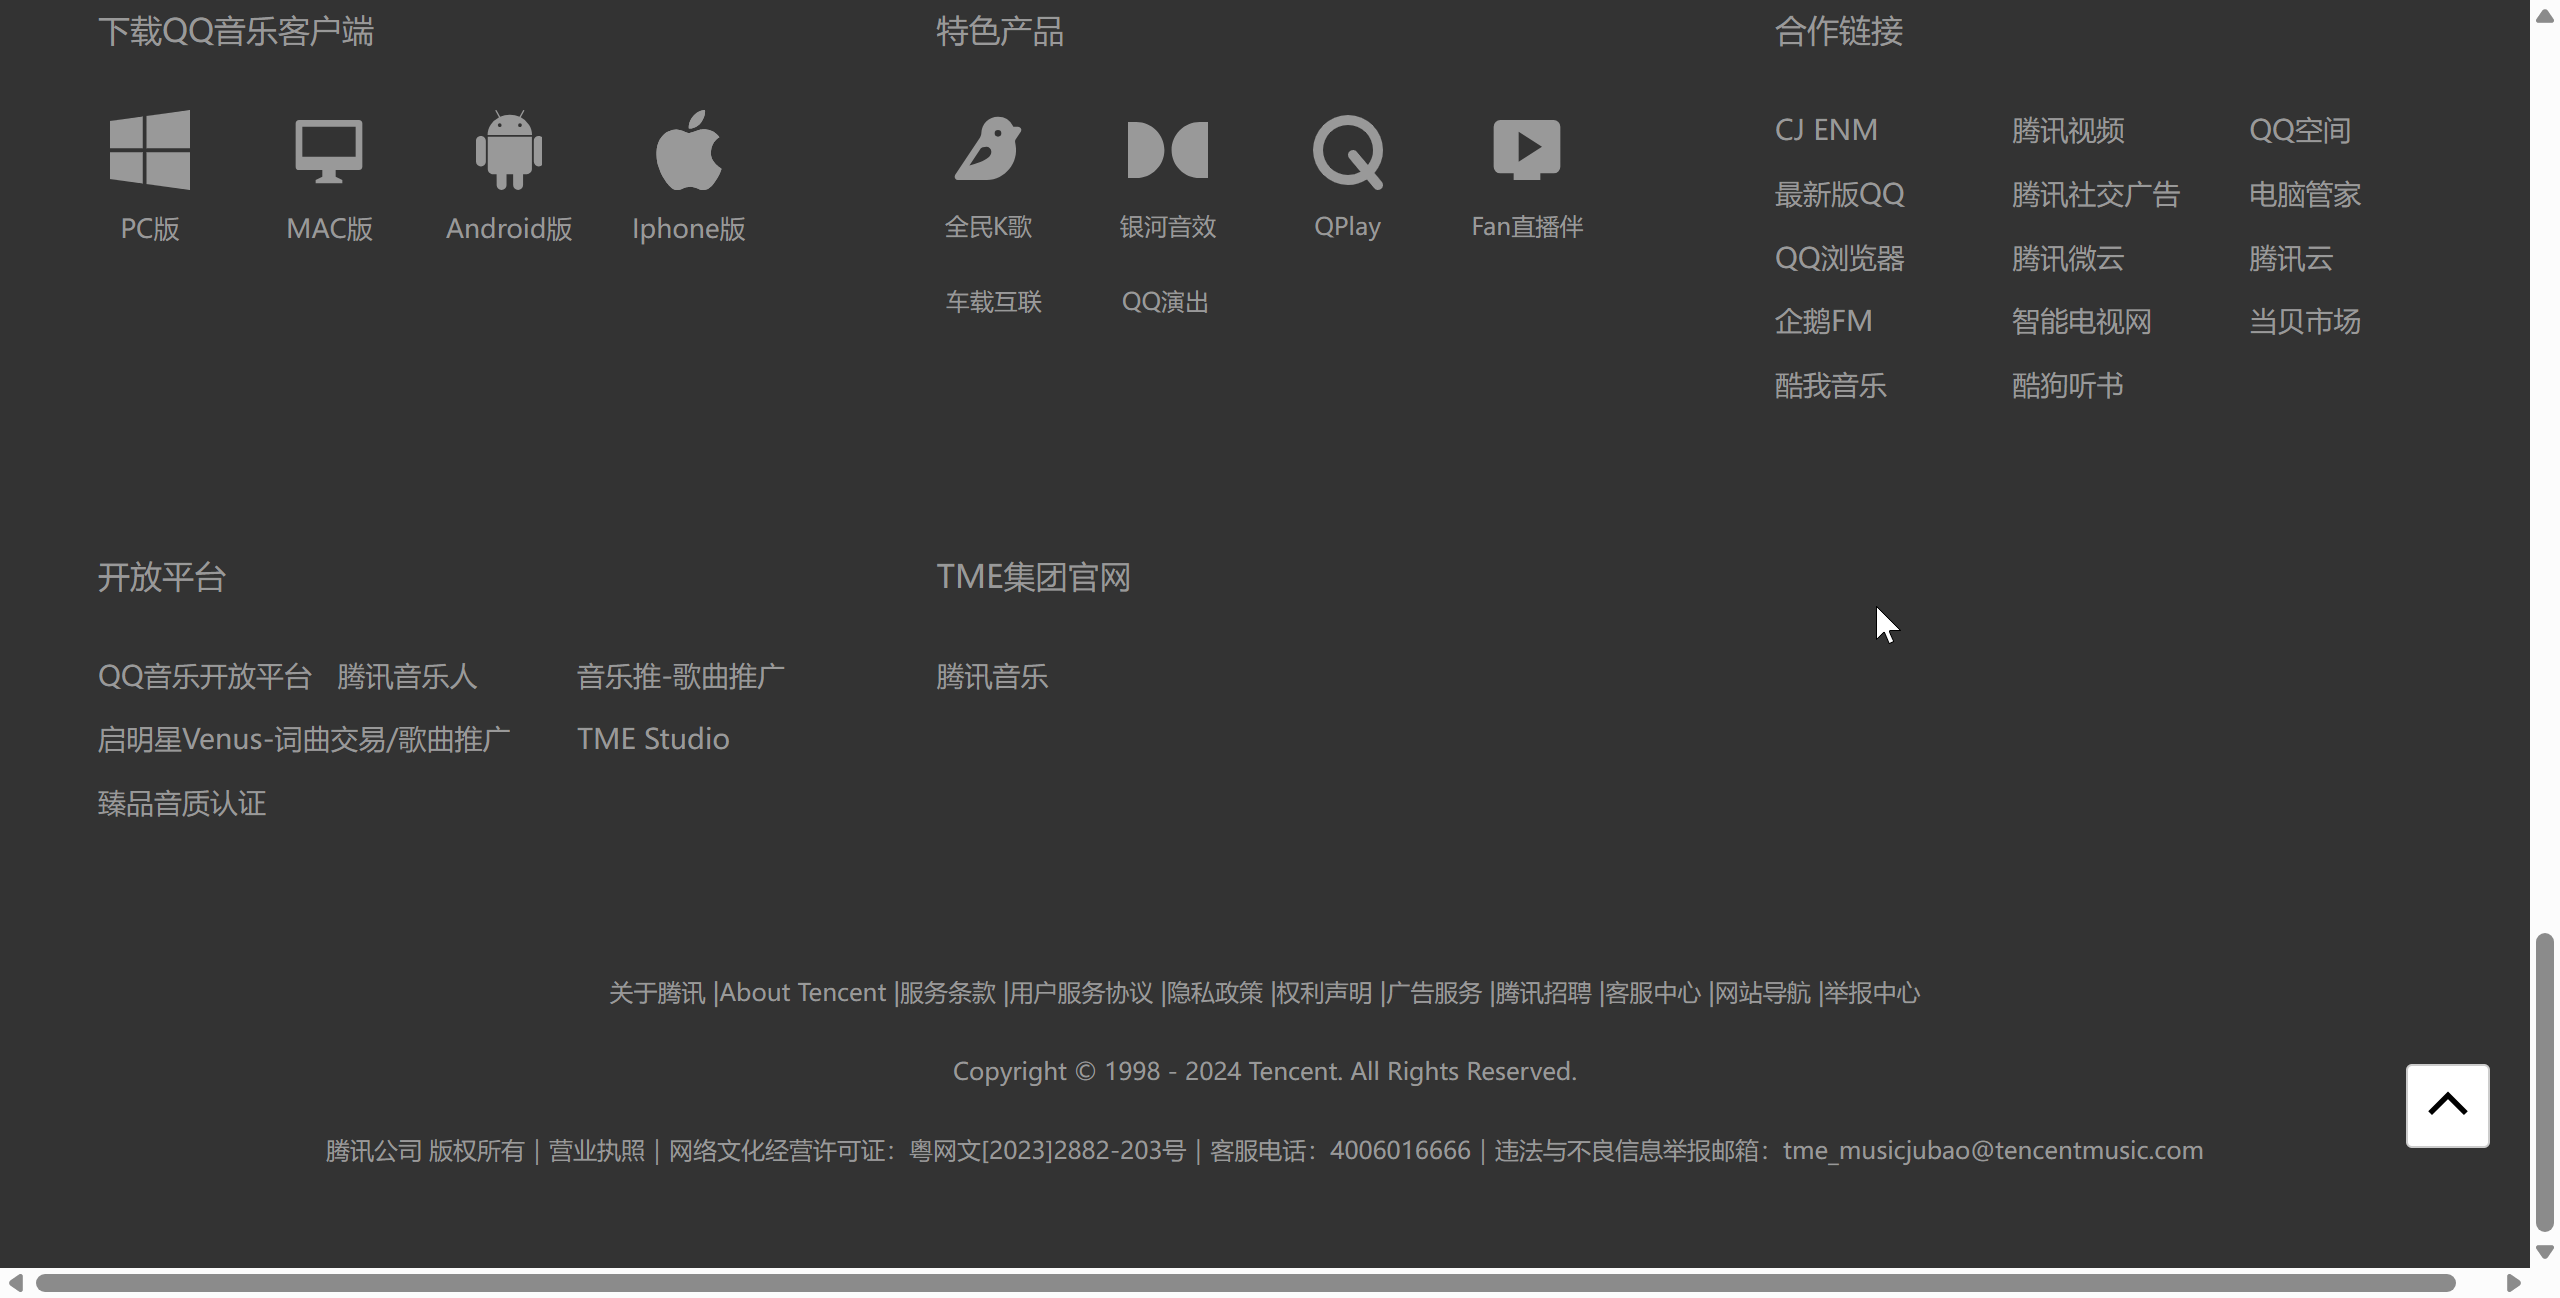 下载QQ音乐客户端
PC版 MAC版 Android版 Iphone版
特色产品
全民K歌 银河音效 QPlay Fan直播伴
车载互联 QQ演出
合作链接
CJ ENM 腾讯视频 QQ空间
最新版QQ 腾讯社交广告 电脑管家
QQ浏览器 腾讯微云 腾讯云
企鹅FM 智能电视网 当贝市场
酷我音乐 酷狗听书
开放平台
QQ音乐开放平台 腾讯音乐人 音乐推-歌曲推广
启明星Venus-词曲交易/歌曲推广 TME Studio
臻品音质认证
TME集团官网
腾讯音乐
关于腾讯 |About Tencent |服务条款 |用户服务协议 |隐私政策 |权利声明 |广告服务 |腾讯招聘 |客服中心 |网站导航 |举报中心
Copyright © 1998 - 2024 Tencent. All Rights Reserved.
腾讯公司 版权所有 | 营业执照 | 网络文化经营许可证：粤网文[2023]2882-203号 | 客服电话：4006016666 | 违法与不良信息举报邮箱：tme_musicjubao@tencentmusic.com